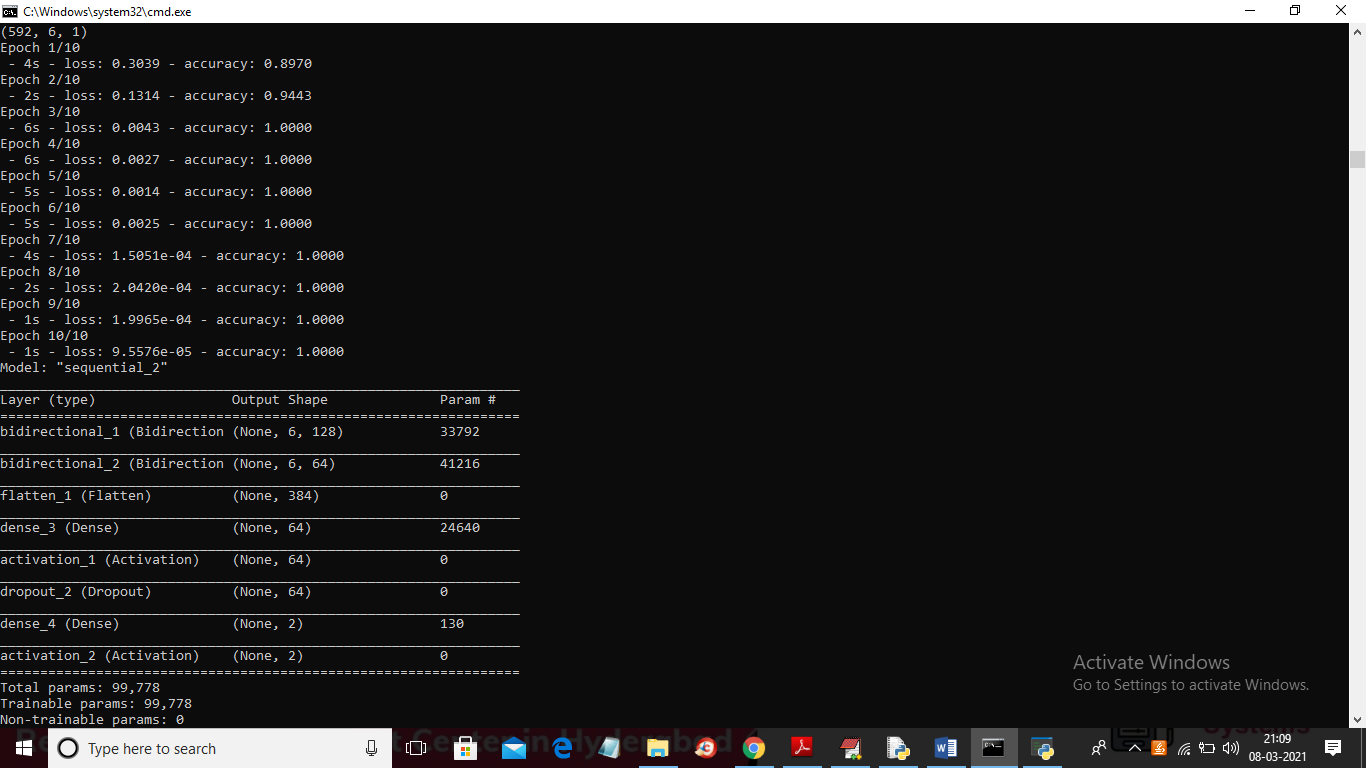 C:\Windows\system32\cmd.exe
(592, 6, 1)
Epoch 1/10
 - 4s - loss: 0.3039 - accuracy: 0.8970
Epoch 2/10
 - 2s - loss: 0.1314 - accuracy: 0.9443
Epoch 3/10
 - 6s - loss: 0.0043 - accuracy: 1.0000
Epoch 4/10
 - 6s - loss: 0.0027 - accuracy: 1.0000
Epoch 5/10
 - 5s - loss: 0.0014 - accuracy: 1.0000
Epoch 6/10
 - 5s - loss: 0.0025 - accuracy: 1.0000
Epoch 7/10
 - 4s - loss: 1.5051e-04 - accuracy: 1.0000
Epoch 8/10
 - 2s - loss: 2.0420e-04 - accuracy: 1.0000
Epoch 9/10
 - 1s - loss: 1.9965e-04 - accuracy: 1.0000
Epoch 10/10
 - 1s - loss: 9.5576e-05 - accuracy: 1.0000
Model: "sequential_2"
Layer (type) Output Shape Param #
bidirectional_1 (Bidirection (None, 6, 128) 33792
bidirectional_2 (Bidirection (None, 6, 64) 41216
flatten_1 (Flatten) (None, 384) 0
dense_3 (Dense) (None, 64) 24640
activation_1 (Activation) (None, 64) 0
dropout_2 (Dropout) (None, 64) 0
dense_4 (Dense) (None, 2) 130
activation_2 (Activation) (None, 2) 0
Total params: 99,778
Trainable params: 99,778
Non-trainable params: 0
Activate Windows
Go to Settings to activate Windows.
Type here to search
21:09
08-03-2021